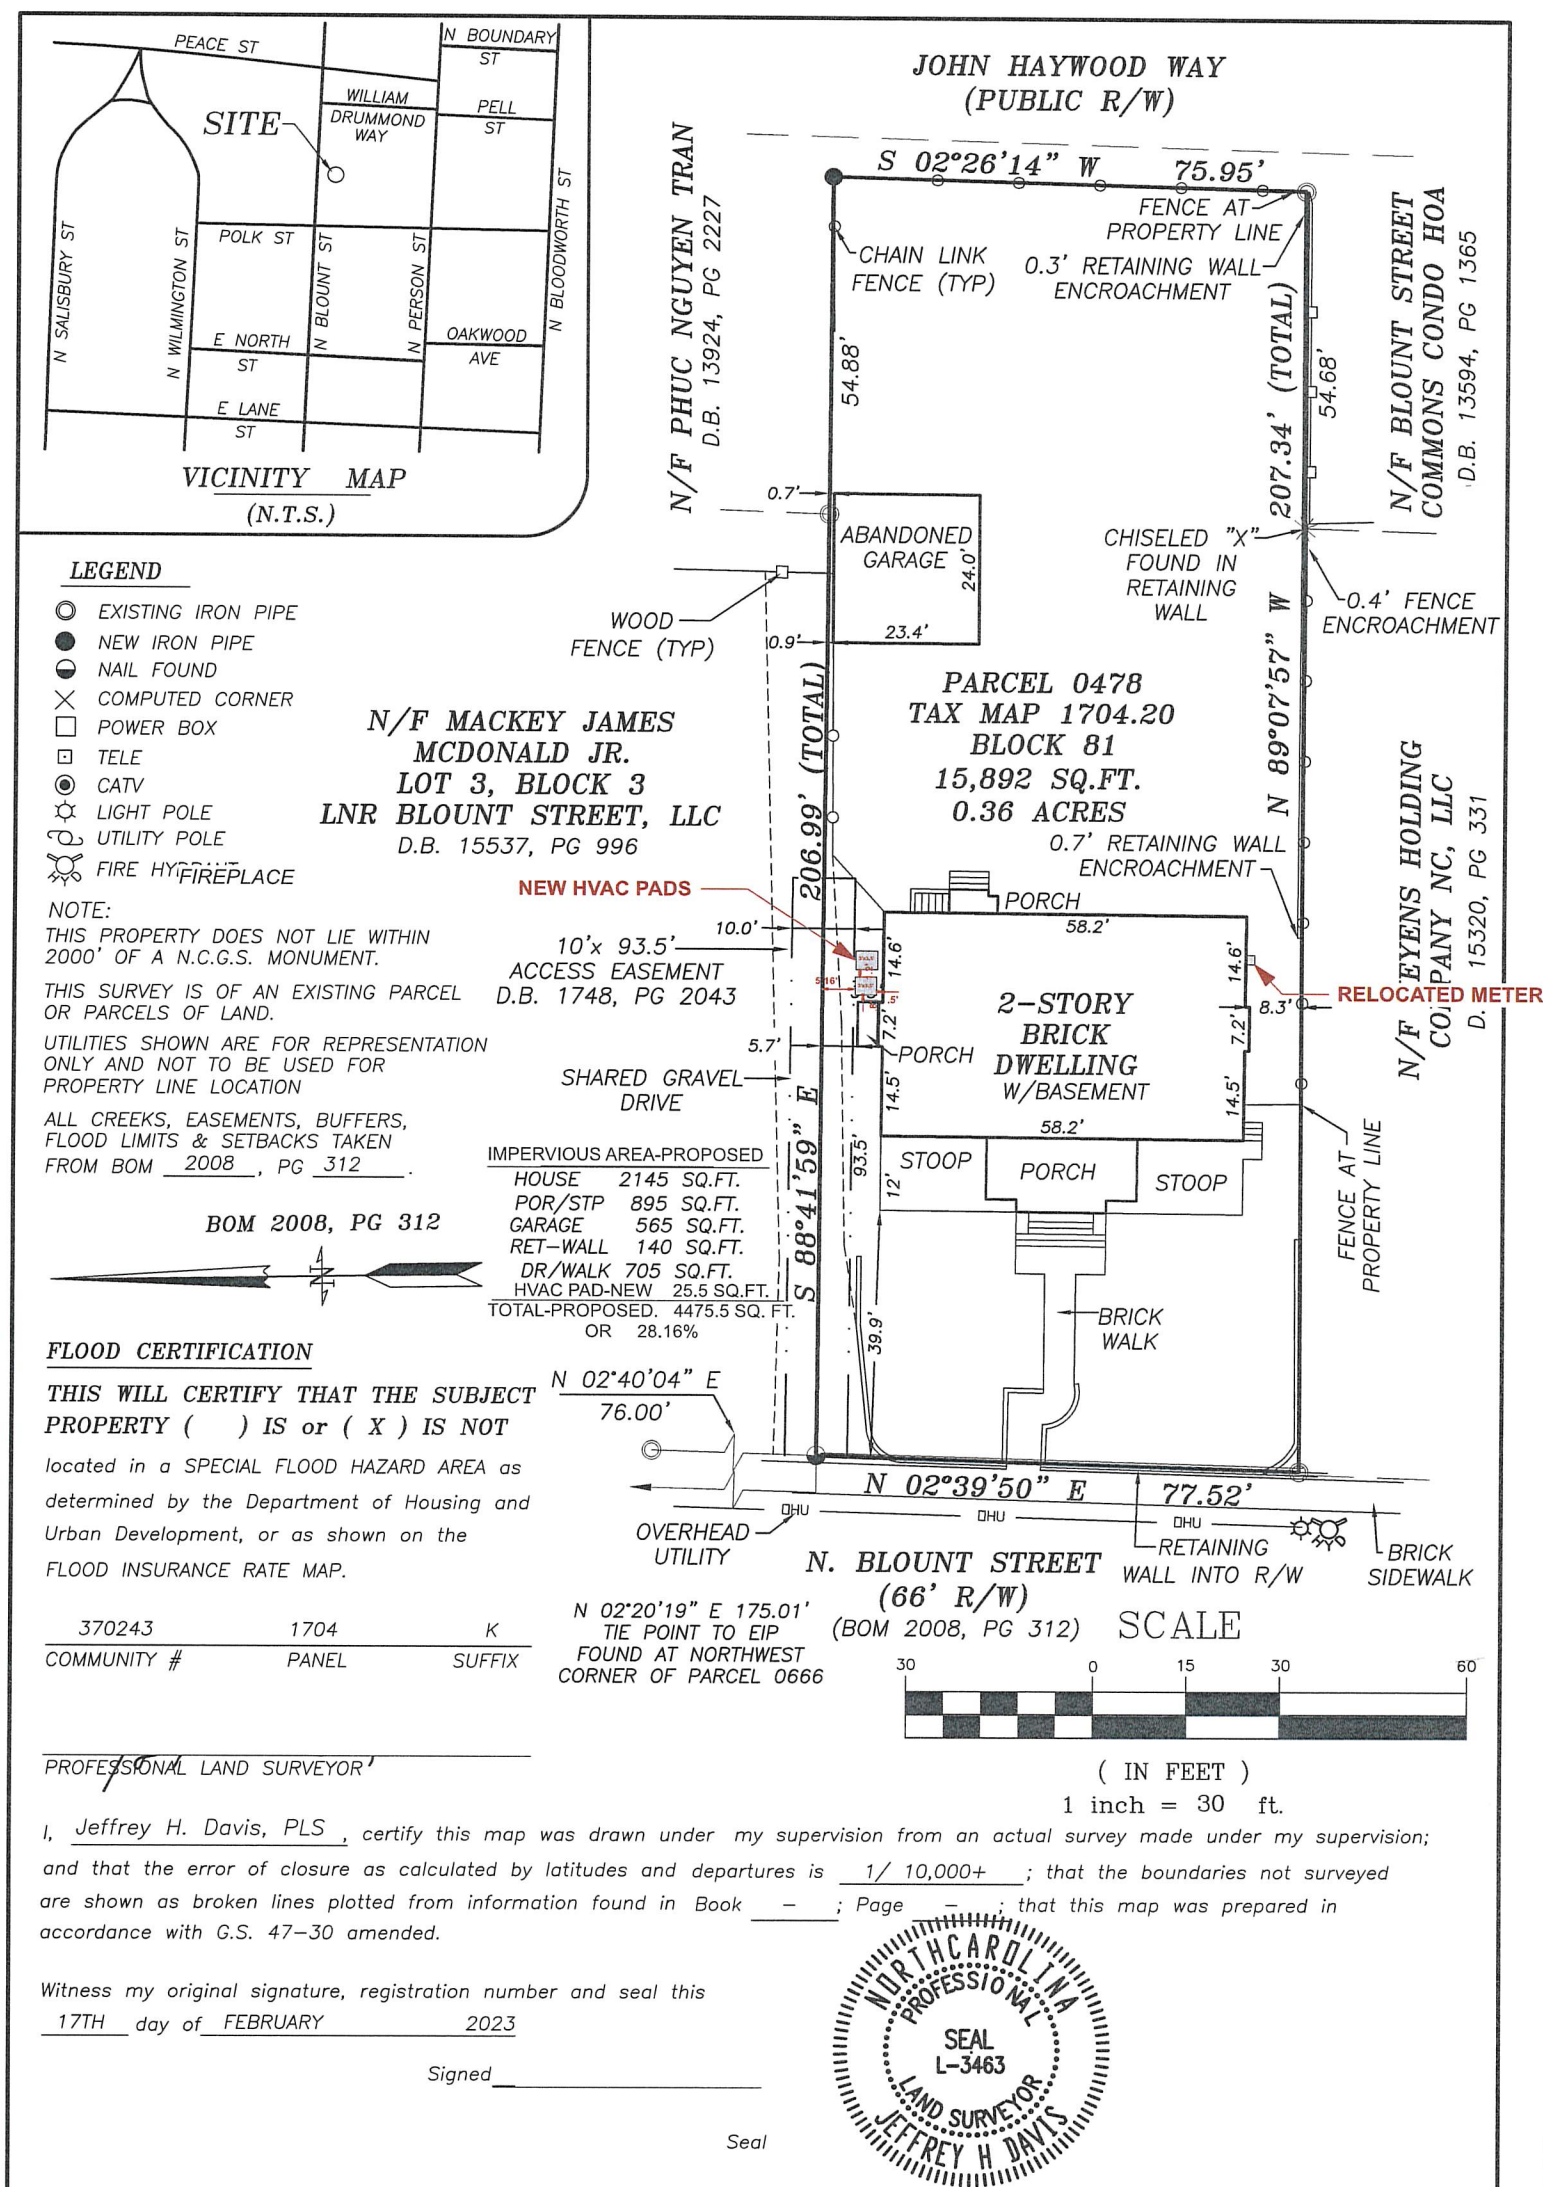 PEACE ST
N BOUNDARY
ST
WILLIAM
DRUMMOND
WAY
PELL
ST
SITE
N SALISBURY ST
N WILMINGTON ST
POLK ST
N BLOUNT ST
N PERSON ST
N BLOODWORTH ST
E NORTH
ST
OAKWOOD
AVE
E LANE
ST
VICINITY MAP
(N.T.S.)
JOHN HAYWOOD WAY
(PUBLIC R/W)
S 02°26'14" W 75.95'
N/F PHUC NGUYEN TRAN
D.B. 13924, PG 2227
CHAIN LINK
FENCE (TYP)
FENCE AT
PROPERTY LINE
0.3' RETAINING WALL
ENCROACHMENT
N/F BLOUNT STREET
COMMONS CONDO HOA
D.B. 13594, PG 1365
54.88'
207.34' (TOTAL)
54.68'
0.7'
ABANDONED
GARAGE
24.0'
23.4'
0.9'
CHISELED "X"
FOUND IN
RETAINING
WALL
0.4' FENCE
ENCROACHMENT
WOOD
FENCE (TYP)
LEGEND
EXISTING IRON PIPE
NEW IRON PIPE
NAIL FOUND
COMPUTED CORNER
POWER BOX
TELE
CATV
LIGHT POLE
UTILITY POLE
FIRE HY
FIREPLACE
N/F MACKEY JAMES
MCDONALD JR.
LOT 3, BLOCK 3
LNR BLOUNT STREET, LLC
D.B. 15537, PG 996
206.99' (TOTAL)
PARCEL 0478
TAX MAP 1704.20
BLOCK 81
15,892 SQ.FT.
0.36 ACRES
N 89°07'57" W
0.7' RETAINING WALL
ENCROACHMENT
N/F EYENS HOLDING
COMPANY NC, LLC
D. 15320, PG 331
NEW HVAC PADS
RELOCATED METER
NOTE:
THIS PROPERTY DOES NOT LIE WITHIN
2000' OF A N.C.G.S. MONUMENT.
THIS SURVEY IS OF AN EXISTING PARCEL
OR PARCELS OF LAND.
UTILITIES SHOWN ARE FOR REPRESENTATION
ONLY AND NOT TO BE USED FOR
PROPERTY LINE LOCATION
ALL CREEKS, EASEMENTS, BUFFERS,
FLOOD LIMITS & SETBACKS TAKEN
FROM BOM 2008, PG 312.
10.0'
10'x 93.5'
ACCESS EASEMENT
D.B. 1748, PG 2043
5.7'
SHARED GRAVEL
DRIVE
PORCH
58.2'
14.6'
14.6'
7.2'
7.2'
8.3'
.5'
PORCH
14.5'
14.5'
2-STORY
BRICK
DWELLING
W/BASEMENT
58.2'
STOOP
PORCH
STOOP
12'
93.5'
S 88°41'59" E
39.9'
FENCE AT
PROPERTY LINE
BRICK
WALK
IMPERVIOUS AREA-PROPOSED
HOUSE 2145 SQ.FT.
POR/STP 895 SQ.FT.
GARAGE 565 SQ.FT.
RET-WALL 140 SQ.FT.
DR/WALK 705 SQ.FT.
HVAC PAD-NEW 25.5 SQ.FT.
TOTAL-PROPOSED. 4475.5 SQ. FT.
OR 28.16%
BOM 2008, PG 312
N
FLOOD CERTIFICATION
THIS WILL CERTIFY THAT THE SUBJECT
PROPERTY ( ) IS or ( X ) IS NOT
located in a SPECIAL FLOOD HAZARD AREA as
determined by the Department of Housing and
Urban Development, or as shown on the
FLOOD INSURANCE RATE MAP.
370243 1704 K
COMMUNITY # PANEL SUFFIX
N 02°40'04" E
76.00'
N 02°39'50" E 77.52'
OHU OHU OHU
OVERHEAD
UTILITY
N. BLOUNT STREET
(66' R/W)
(BOM 2008, PG 312)
RETAINING
WALL INTO R/W
BRICK
SIDEWALK
N 02°20'19" E 175.01'
TIE POINT TO EIP
FOUND AT NORTHWEST
CORNER OF PARCEL 0666
SCALE
30 0 15 30 60
( IN FEET )
1 inch = 30 ft.
PROFESSIONAL LAND SURVEYOR
I, Jeffrey H. Davis, PLS, certify this map was drawn under my supervision from an actual survey made under my supervision;
and that the error of closure as calculated by latitudes and departures is 1/ 10,000+ ; that the boundaries not surveyed
are shown as broken lines plotted from information found in Book - ; Page - ; that this map was prepared in
accordance with G.S. 47-30 amended.
Witness my original signature, registration number and seal this
17TH day of FEBRUARY 2023
Signed
Seal
NORTH CAROLINA
PROFESSIONAL
SEAL
L-3463
LAND SURVEYOR
JEFFREY H DAVIS